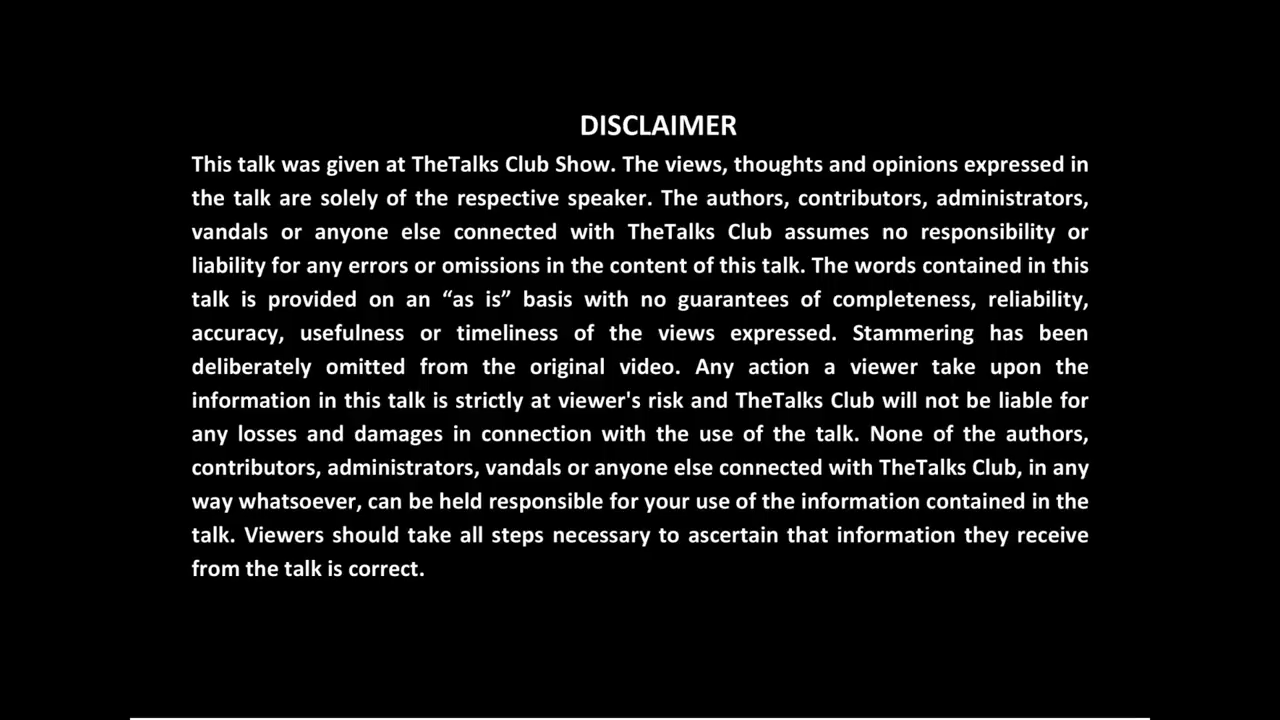 DISCLAIMER
This talk was given at TheTalks Club Show. The views, thoughts and opinions expressed in
the talk are solely of the respective speaker. The authors, contributors, administrators,
vandals or anyone else connected with TheTalks Club assumes no responsibility or
liability for any errors or omissions in the content of this talk. The words contained in this
talk is provided on an “as is” basis with no guarantees of completeness, reliability,
accuracy, usefulness or timeliness of the views expressed. Stammering has been
deliberately omitted from the original video. Any action a viewer take upon the
information in this talk is strictly at viewer's risk and TheTalks Club will not be liable for
any losses and damages in connection with the use of the talk. None of the authors,
contributors, administrators, vandals or anyone else connected with TheTalks Club, in any
way whatsoever, can be held responsible for your use of the information contained in the
talk. Viewers should take all steps necessary to ascertain that information they receive
from the talk is correct.